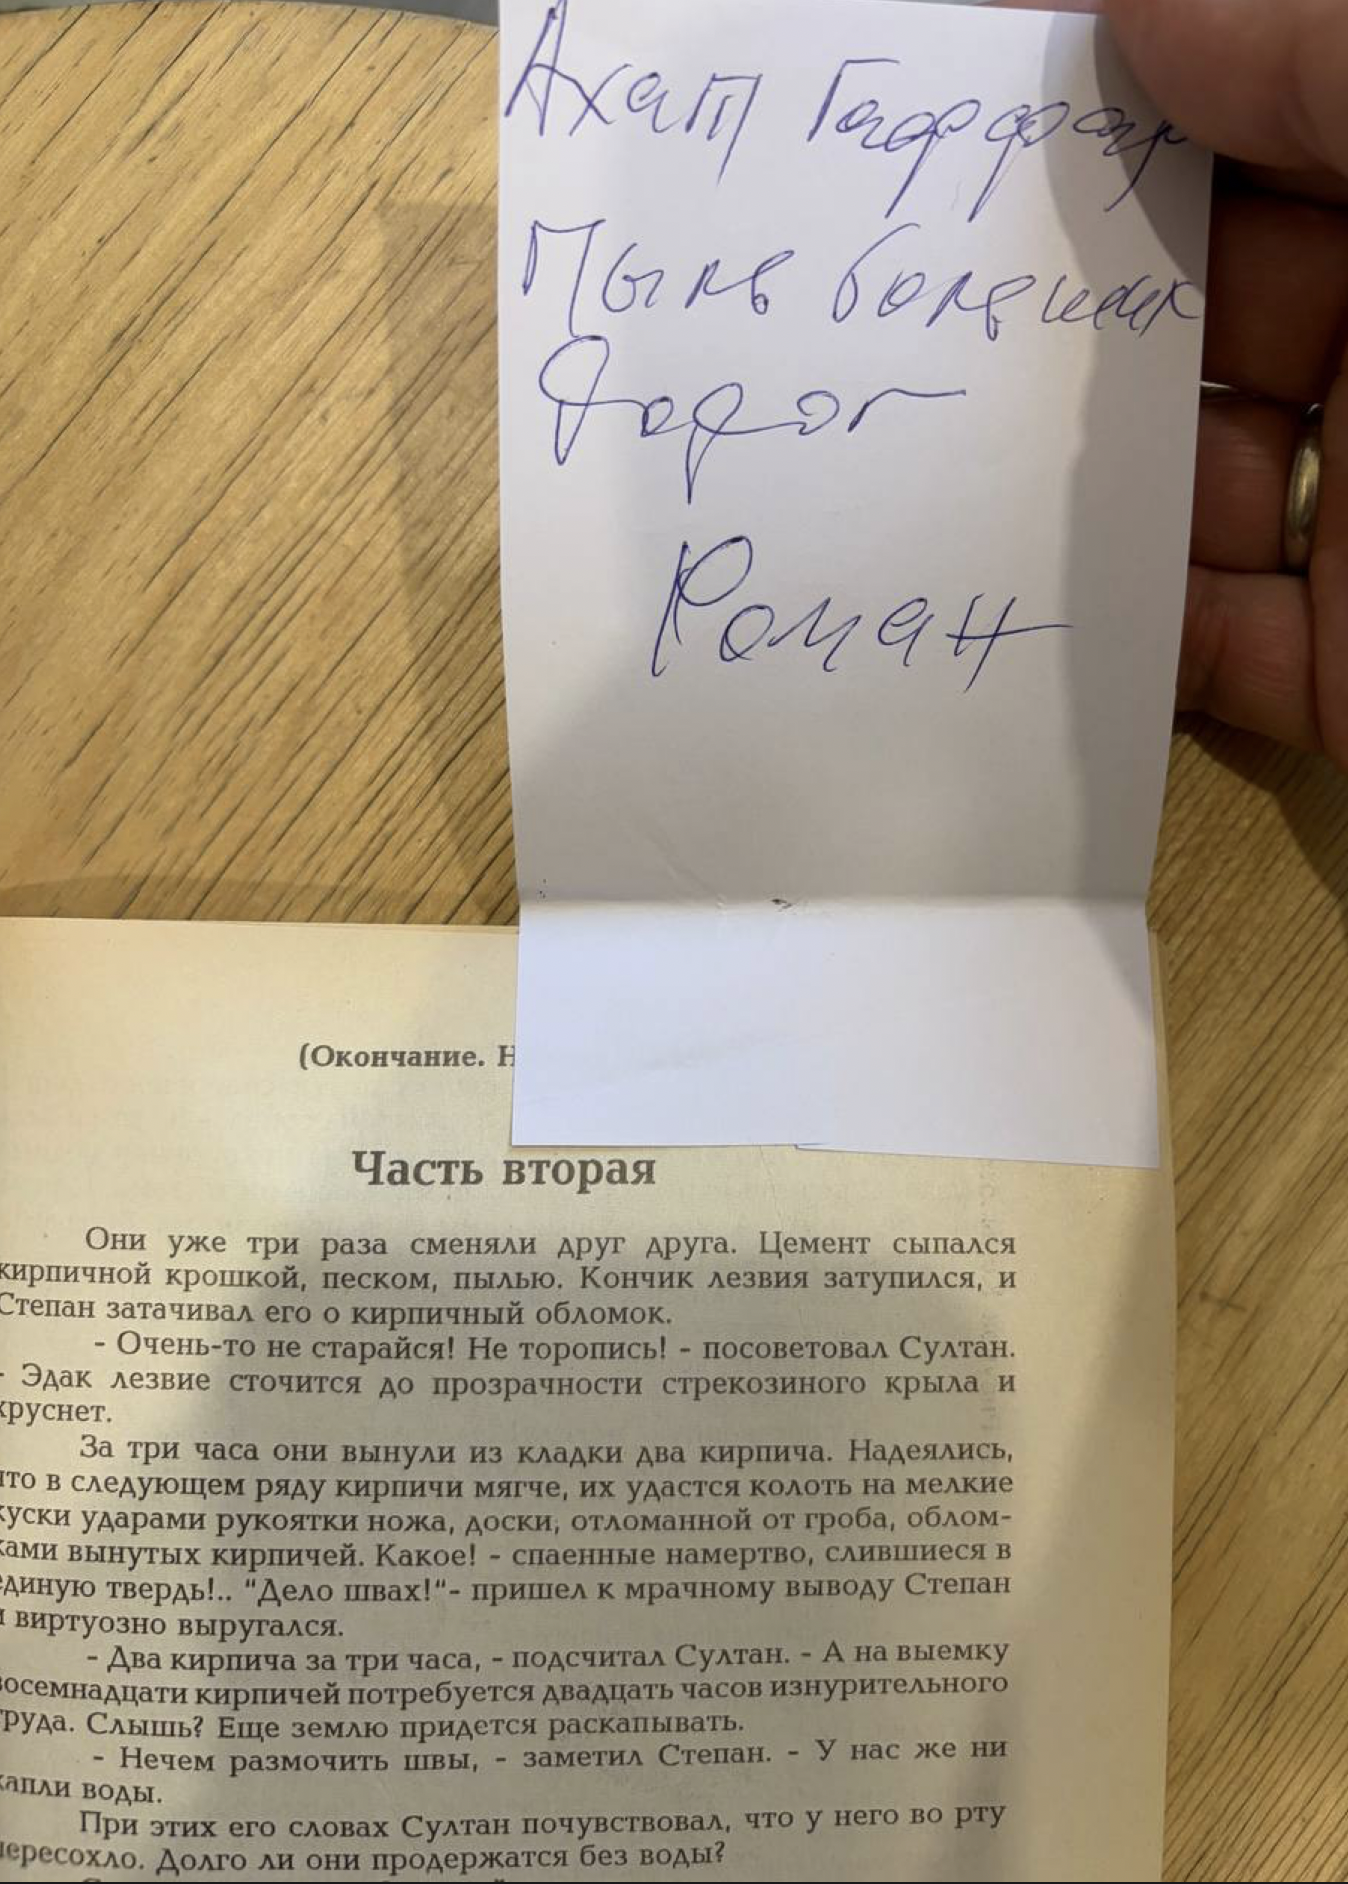 Ахат Гаффар
Пыль больших
дорог
Роман
(Окончание. Н
Часть вторая
Они уже три раза сменяли друг друга. Цемент сыпался
кирпичной крошкой, песком, пылью. Кончик лезвия затупился, и
Степан затачивал его о кирпичный обломок.
- Очень-то не старайся! Не торопись! - посоветовал Султан.
- Эдак лезвие сточится до прозрачности стрекозиного крыла и
хруснет.
За три часа они вынули из кладки два кирпича. Надеялись,
что в следующем ряду кирпичи мягче, их удастся колоть на мелкие
куски ударами рукоятки ножа, доски, отломанной от гроба, облом-
ками вынутых кирпичей. Какое! - спаенные намертво, слившиеся в
единую твердь!.. "Дело швах!"- пришел к мрачному выводу Степан
и виртуозно выругался.
- Два кирпича за три часа, - подсчитал Султан. - А на выемку
восемнадцати кирпичей потребуется двадцать часов изнурительного
труда. Слышь? Еще землю придется раскапывать.
- Нечем размочить швы, - заметил Степан. - У нас же ни
капли воды.
При этих его словах Султан почувствовал, что у него во рту
пересохло. Долго ли они продержатся без воды?